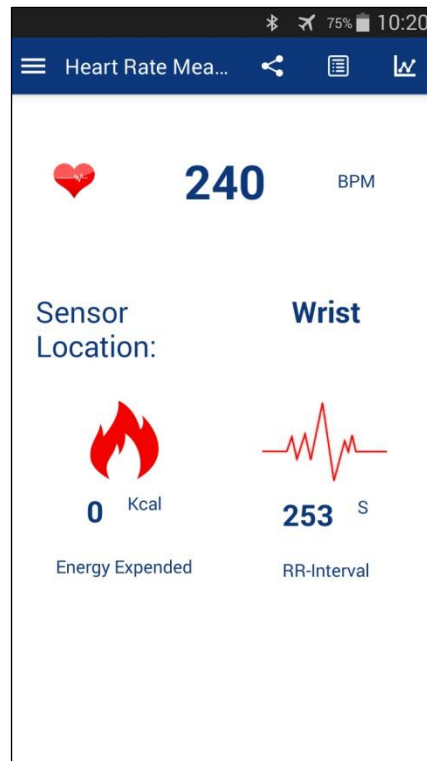 75% 10:20
Heart Rate Mea...
240 BPM
Sensor Wrist
Location:
0 Kcal 253 S
Energy Expended RR-Interval